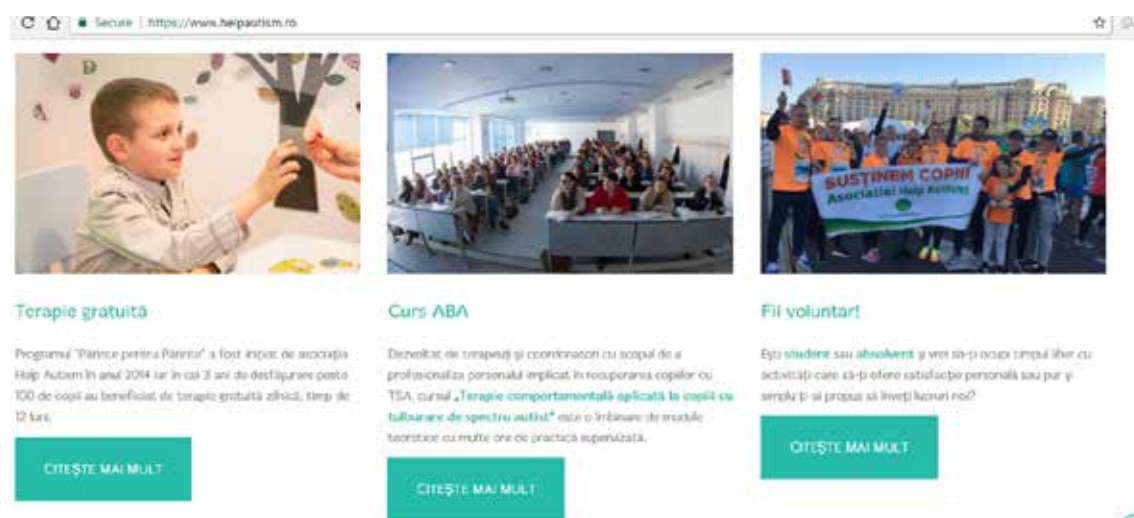 Secure | https://www.helpautism.ro
SUSȚINEM COPIII
Asociației Help Autism!
Terapie gratuită
Programul "Părinte pentru Părinte" a fost inițiat de asociația
Help Autism în anul 2014 iar în cei 3 ani de desfășurare peste
100 de copii au beneficiat de terapie gratuită zilnică, timp de
12 luni.
CITEȘTE MAI MULT
Curs ABA
Dezvoltat de terapeuți și coordonatori cu scopul de a
profesionaliza personalul implicat în recuperarea copiilor cu
TSA, cursul „Terapie comportamentală aplicată la copiii cu
tulburare de spectru autist" este o îmbinare de module
teoretice cu multe ore de practică supervizată.
CITEȘTE MAI MULT
Fii voluntar!
Ești student sau absolvent și vrei să-ți ocupi timpul liber cu
activități care să-ți ofere satisfacție personală sau pur și
simplu ți-ai propus să înveți lucruri noi?
CITEȘTE MAI MULT